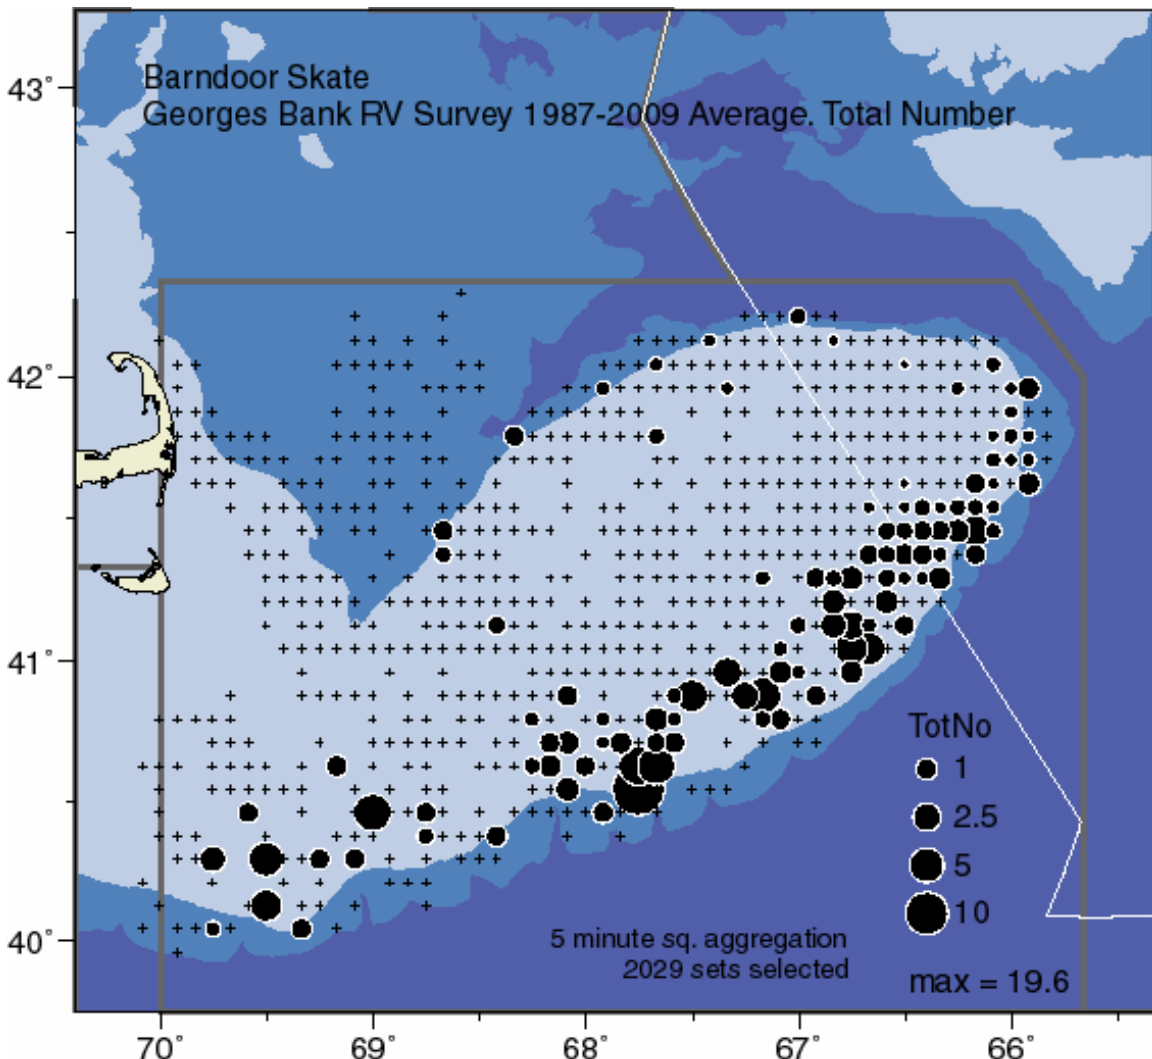 Barndoor Skate
Georges Bank RV Survey 1987-2009 Average. Total Number
43°
42°
41°
40°
TotNo
1
2.5
5
10
5 minute sq. aggregation
2029 sets selected
max = 19.6
70°
69°
68°
67°
66°